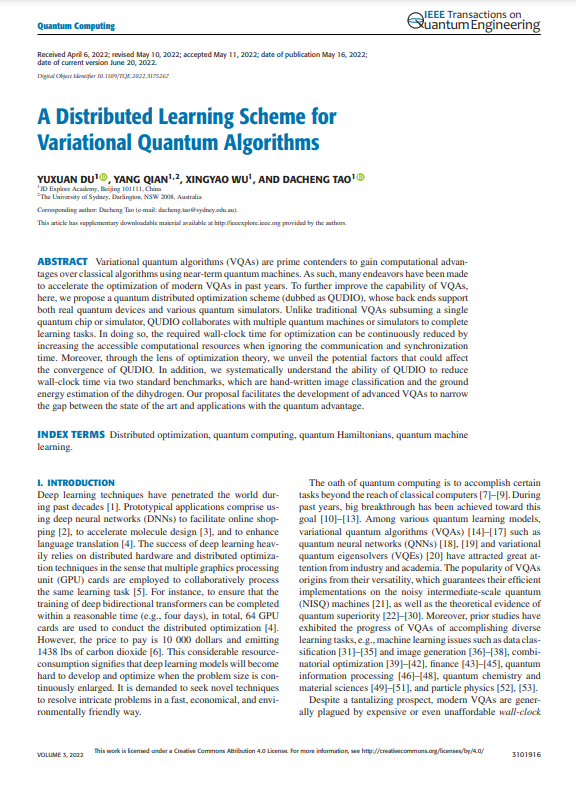 Quantum Computing
IEEE Transactions on
Quantum Engineering
Received April 6, 2022; revised May 10, 2022; accepted May 11, 2022; date of publication May 16, 2022;
date of current version June 20, 2022.
Digital Object Identifier 10.1109/TQE.2022.3175267
A Distributed Learning Scheme for
Variational Quantum Algorithms
YUXUAN DU¹, YANG QIAN¹,², XINGYAO WU¹, AND DACHENG TAO¹
¹JD Explore Academy, Beijing 101111, China
²The University of Sydney, Darlington, NSW 2008, Australia
Corresponding author: Dacheng Tao (e-mail: dacheng.tao@sydney.edu.au).
This article has supplementary downloadable material available at http://ieeexplore.ieee.org provided by the authors.
ABSTRACT Variational quantum algorithms (VQAs) are prime contenders to gain computational advan-
tages over classical algorithms using near-term quantum machines. As such, many endeavors have been made
to accelerate the optimization of modern VQAs in past years. To further improve the capability of VQAs,
here, we propose a quantum distributed optimization scheme (dubbed as QUDIO), whose back ends support
both real quantum devices and various quantum simulators. Unlike traditional VQAs subsuming a single
quantum chip or simulator, QUDIO collaborates with multiple quantum machines or simulators to complete
learning tasks. In doing so, the required wall-clock time for optimization can be continuously reduced by
increasing the accessible computational resources when ignoring the communication and synchronization
time. Moreover, through the lens of optimization theory, we unveil the potential factors that could affect
the convergence of QUDIO. In addition, we systematically understand the ability of QUDIO to reduce
wall-clock time via two standard benchmarks, which are hand-written image classification and the ground
energy estimation of the dihydrogen. Our proposal facilitates the development of advanced VQAs to narrow
the gap between the state of the art and applications with the quantum advantage.
INDEX TERMS Distributed optimization, quantum computing, quantum Hamiltonians, quantum machine
learning.
I. INTRODUCTION
Deep learning techniques have penetrated the world dur-
ing past decades [1]. Prototypical applications comprise us-
ing deep neural networks (DNNs) to facilitate online shop-
ping [2], to accelerate molecule design [3], and to enhance
language translation [4]. The success of deep learning heav-
ily relies on distributed hardware and distributed optimiza-
tion techniques in the sense that multiple graphics processing
unit (GPU) cards are employed to collaboratively process
the same learning task [5]. For instance, to ensure that the
training of deep bidirectional transformers can be completed
within a reasonable time (e.g., four days), in total, 64 GPU
cards are used to conduct the distributed optimization [4].
However, the price to pay is 10 000 dollars and emitting
1438 lbs of carbon dioxide [6]. This considerable resource-
consumption signifies that deep learning models will become
hard to develop and optimize when the problem size is con-
tinuously enlarged. It is demanded to seek novel techniques
to resolve intricate problems in a fast, economical, and envi-
ronmentally friendly way.
The oath of quantum computing is to accomplish certain
tasks beyond the reach of classical computers [7]–[9]. During
past years, big breakthrough has been achieved toward this
goal [10]–[13]. Among various quantum learning models,
variational quantum algorithms (VQAs) [14]–[17] such as
quantum neural networks (QNNs) [18], [19] and variational
quantum eigensolvers (VQEs) [20] have attracted great at-
tention from industry and academia. The popularity of VQAs
origins from their versatility, which guarantees their efficient
implementations on the noisy intermediate-scale quantum
(NISQ) machines [21], as well as the theoretical evidence of
quantum superiority [22]–[30]. Moreover, prior studies have
exhibited the progress of VQAs of accomplishing diverse
learning tasks, e.g., machine learning issues such as data clas-
sification [31]–[35] and image generation [36]–[38], combi-
natorial optimization [39]–[42], finance [43]–[45], quantum
information processing [46]–[48], quantum chemistry and
material sciences [49]–[51], and particle physics [52], [53].
Despite a tantalizing prospect, modern VQAs are gener-
ally plagued by expensive or even unaffordable wall-clock
VOLUME 3, 2022
This work is licensed under a Creative Commons Attribution 4.0 License. For more information, see http://creativecommons.org/licenses/by/4.0/
3101916